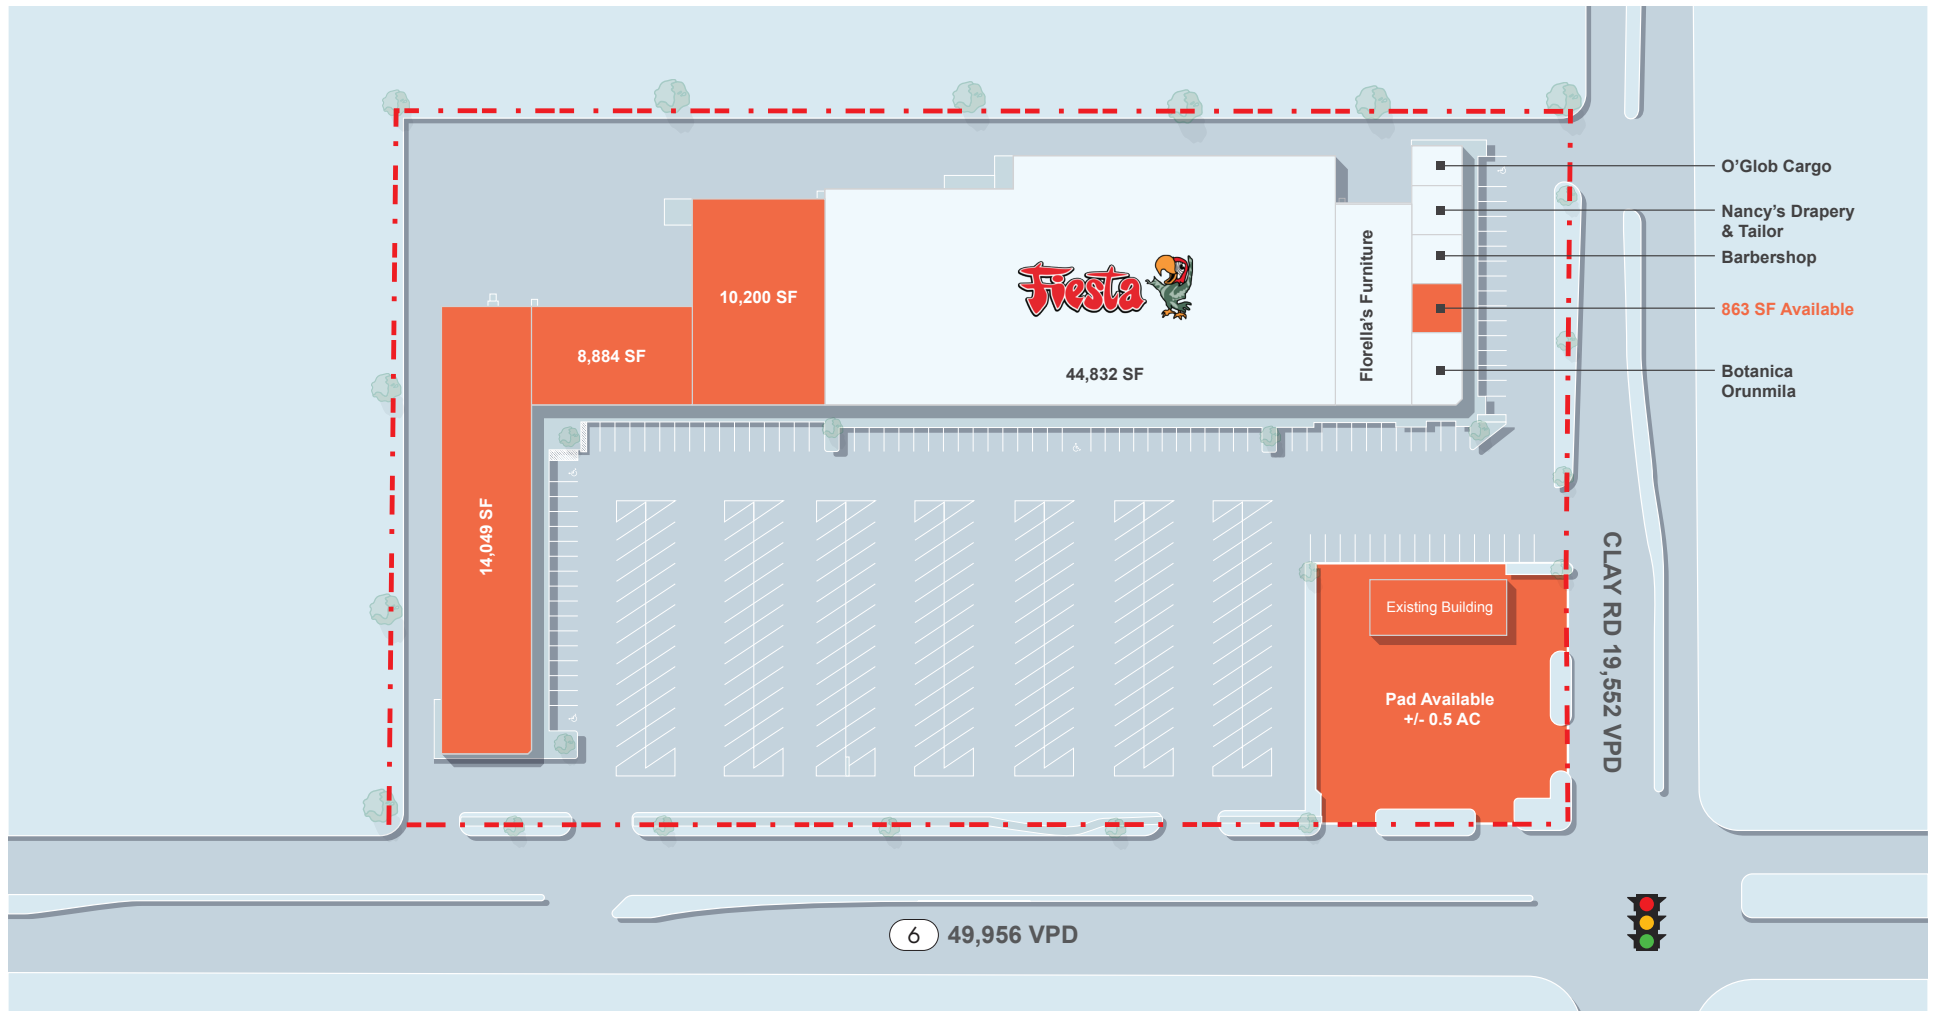 O'Glob Cargo
Nancy's Drapery
& Tailor
Barbershop
863 SF Available
Botanica
Orunmila
10,200 SF
8,884 SF
14,049 SF
Fiesta
44,832 SF
Florella's Furniture
Existing Building
Pad Available
+/- 0.5 AC
CLAY RD 19,552 VPD
6 49,956 VPD